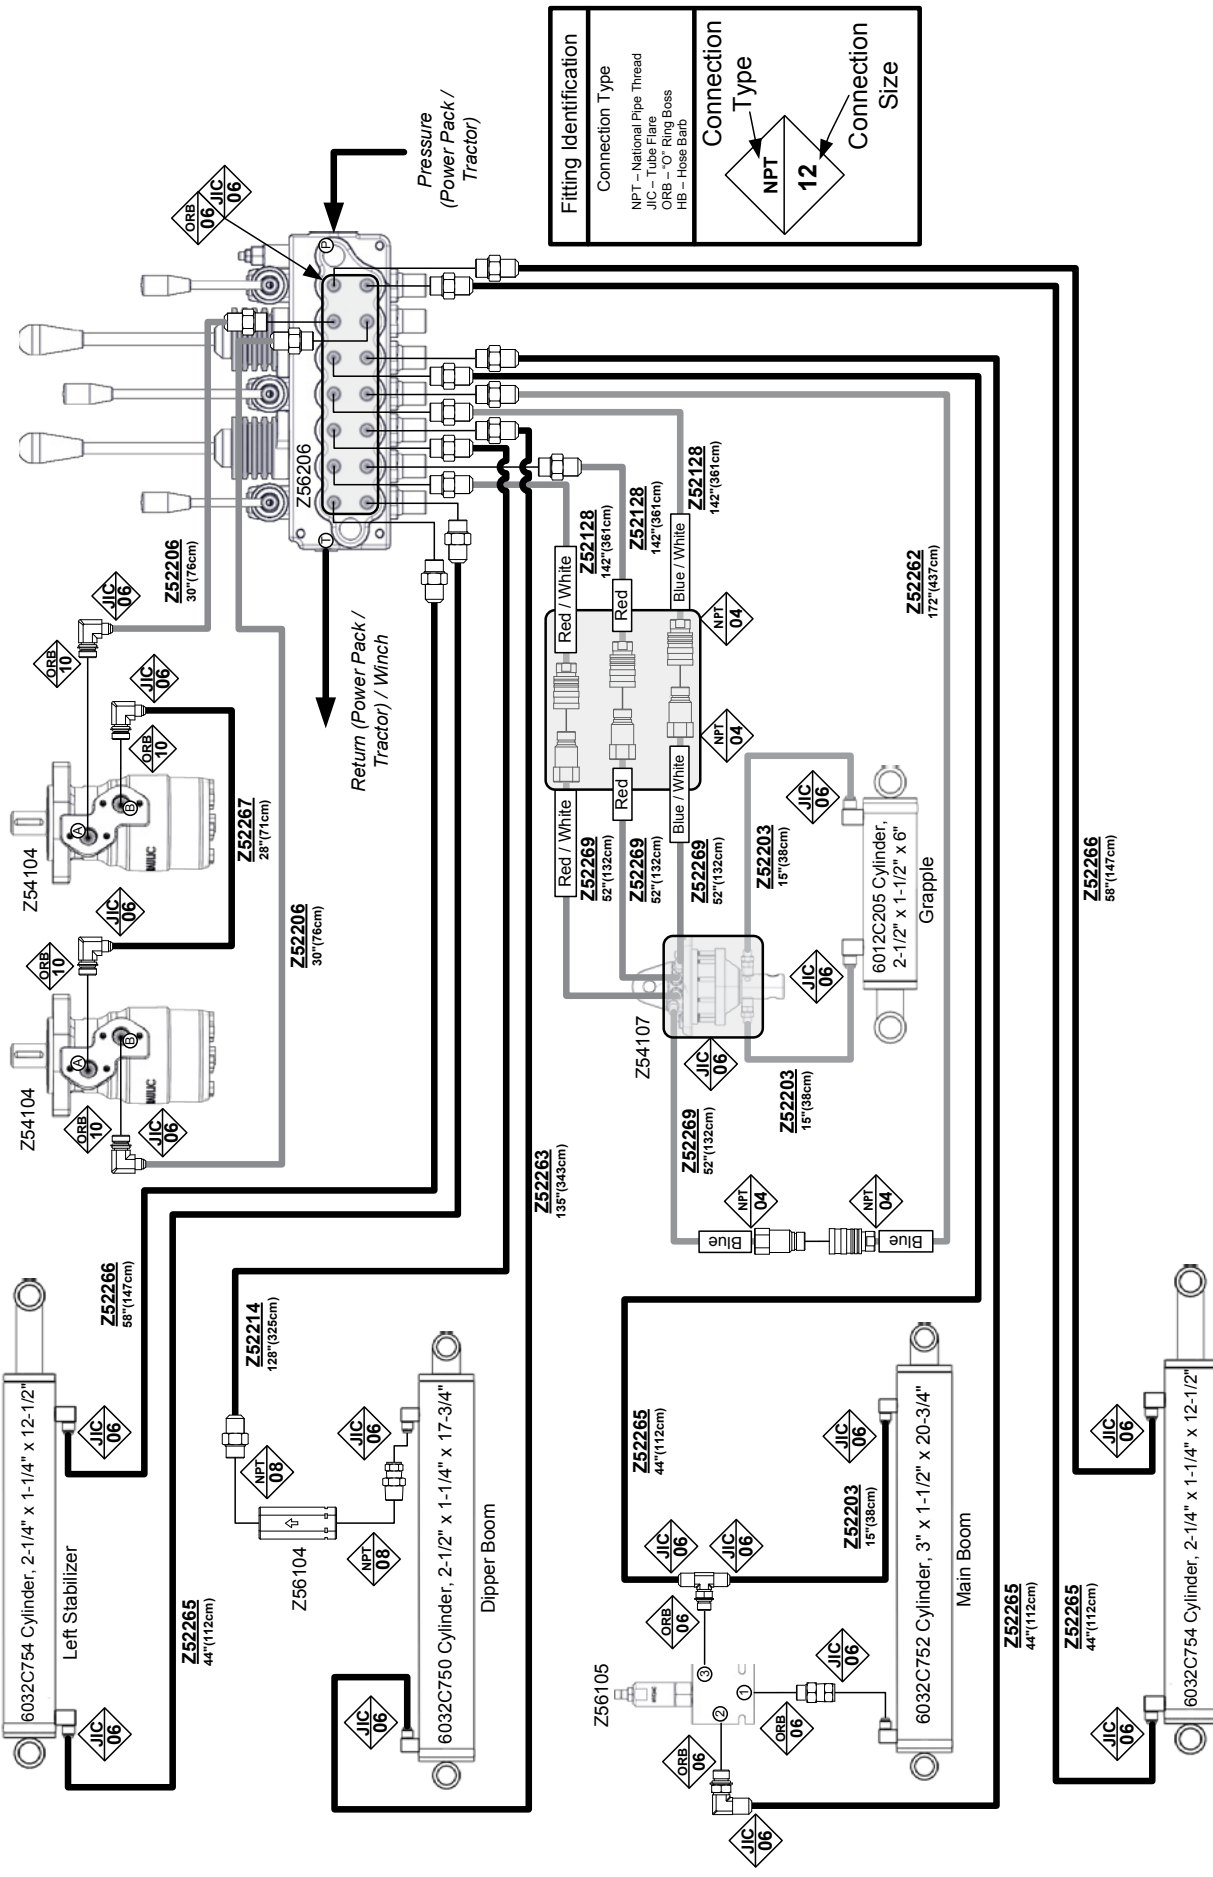 ORB
06
JIC
06
P
Pressure
(Power Pack /
Tractor)
Fitting Identification
Connection Type
NPT – National Pipe Thread
JIC – Tube Flare
ORB – "O" Ring Boss
HB – Hose Barb
Connection
Type
NPT
12
Connection
Size
Z56206
T
Return (Power Pack /
Tractor) / Winch
Z52206
30"(76cm)
JIC
06
ORB
10
JIC
06
ORB
10
A
B
Z54104
Z52267
28"(71cm)
JIC
06
ORB
10
A
B
Z54104
ORB
10
JIC
06
Z52206
30"(76cm)
Z52128
142"(361cm)
Z52128
142"(361cm)
Z52128
142"(361cm)
Red / White
Red
Blue / White
NPT
04
NPT
04
Red / White
Red
Blue / White
Z52269
52"(132cm)
Z52269
52"(132cm)
Z52269
52"(132cm)
Z52262
172"(437cm)
Z52203
15"(38cm)
JIC
06
JIC
06
6012C205 Cylinder,
2-1/2" x 1-1/2" x 6"
Grapple
Z54107
JIC
06
Z52203
15"(38cm)
Z52269
52"(132cm)
Blue
NPT
04
NPT
04
Blue
Z52266
58"(147cm)
Z52263
135"(343cm)
Z52266
58"(147cm)
6032C754 Cylinder, 2-1/4" x 1-1/4" x 12-1/2"
Left Stabilizer
JIC
06
JIC
06
Z52265
44"(112cm)
Z52214
128"(325cm)
NPT
08
Z56104
NPT
08
JIC
06
6032C750 Cylinder, 2-1/2" x 1-1/4" x 17-3/4"
Dipper Boom
JIC
06
Z52265
44"(112cm)
JIC
06
JIC
06
ORB
06
Z52203
15"(38cm)
JIC
06
Z56105
3
1
2
ORB
06
JIC
06
ORB
06
JIC
06
6032C752 Cylinder, 3" x 1-1/2" x 20-3/4"
Main Boom
Z52265
44"(112cm)
Z52265
44"(112cm)
JIC
06
JIC
06
6032C754 Cylinder, 2-1/4" x 1-1/4" x 12-1/2"